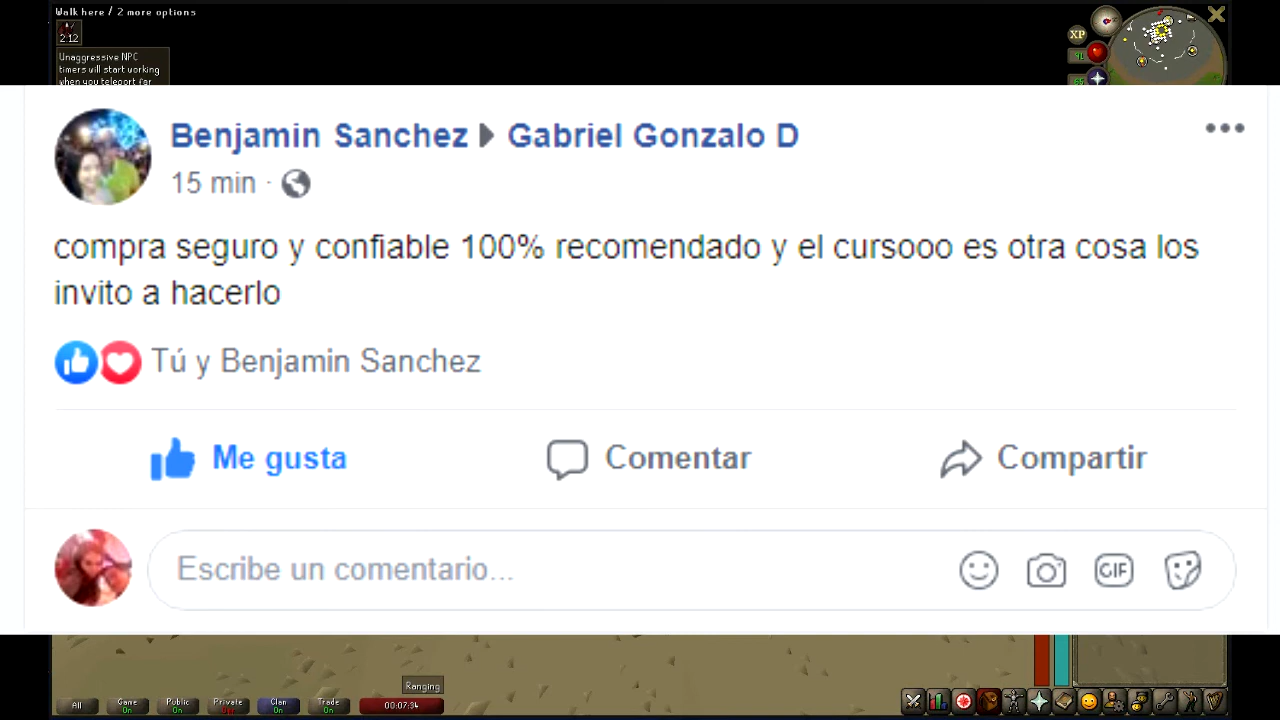 Walk here / 2 more options
2:12
Unaggressive NPC
timers will start working
when you teleport far
XP
91
65
Benjamin Sanchez ▶ Gabriel Gonzalo D
15 min ·
compra seguro y confiable 100% recomendado y el cursooo es otra cosa los
invito a hacerlo
Tú y Benjamin Sanchez
Me gusta
Comentar
Compartir
Escribe un comentario...
GIF
Ranging
All
Game
On
Public
On
Private
Off
Clan
On
Trade
On
00:07:34